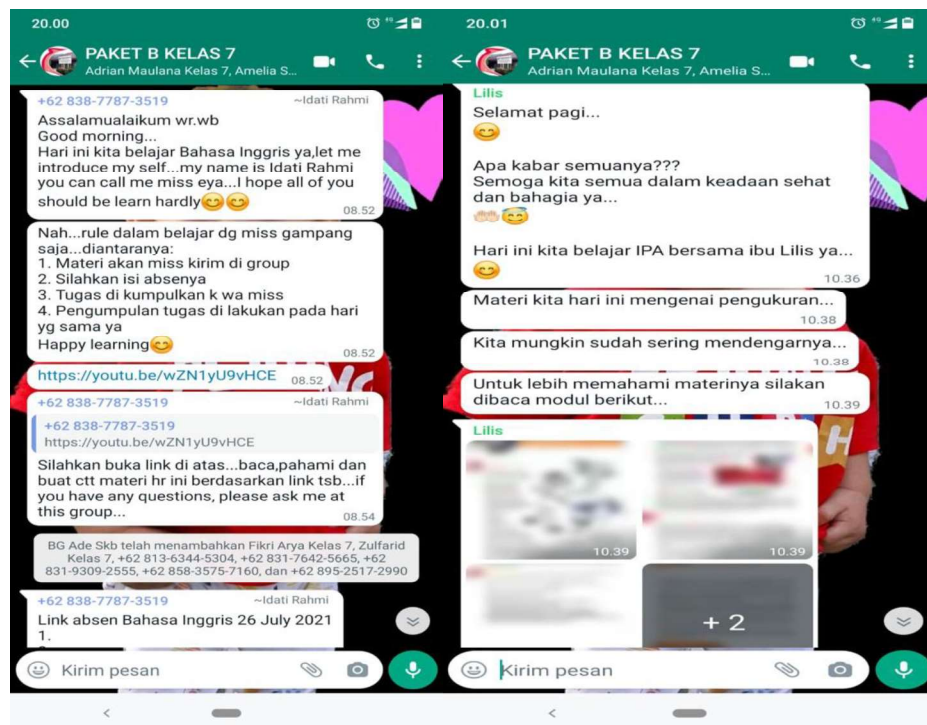 20.00
PAKET B KELAS 7
Adrian Maulana Kelas 7, Amelia S...
+62 838-7787-3519 ~Idati Rahmi
Assalamualaikum wr.wb
Good morning...
Hari ini kita belajar Bahasa Inggris ya,let me
introduce my self...my name is Idati Rahmi
you can call me miss eya...I hope all of you
should be learn hardly😊😊
08.52
Nah...rule dalam belajar dg miss gampang
saja...diantaranya:
1. Materi akan miss kirim di group
2. Silahkan isi absenya
3. Tugas di kumpulkan k wa miss
4. Pengumpulan tugas di lakukan pada hari
yg sama ya
Happy learning😊
08.52
https://youtu.be/wZN1yU9vHCE 08.52
+62 838-7787-3519 ~Idati Rahmi
+62 838-7787-3519
https://youtu.be/wZN1yU9vHCE
Silahkan buka link di atas...baca,pahami dan
buat ctt materi hr ini berdasarkan link tsb...if
you have any questions, please ask me at
this group...
08.54
BG Ade Skb telah menambahkan Fikri Arya Kelas 7, Zulfarid
Kelas 7, +62 813-6344-5304, +62 831-7642-5665, +62
831-9309-2555, +62 858-3575-7160, dan +62 895-2517-2990
+62 838-7787-3519 ~Idati Rahmi
Link absen Bahasa Inggris 26 July 2021
1.
Kirim pesan
20.01
PAKET B KELAS 7
Adrian Maulana Kelas 7, Amelia S...
Lilis
Selamat pagi...
😊
Apa kabar semuanya???
Semoga kita semua dalam keadaan sehat
dan bahagia ya...
🤲🏻😇
Hari ini kita belajar IPA bersama ibu Lilis ya...
😊
10.36
Materi kita hari ini mengenai pengukuran...
10.38
Kita mungkin sudah sering mendengarnya...
10.38
Untuk lebih memahami materinya silakan
dibaca modul berikut...
10.39
Lilis
10.39 10.39
+ 2
Kirim pesan